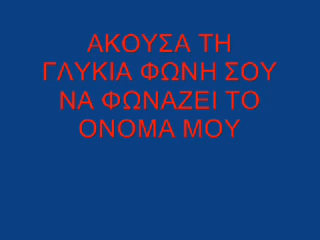 ΑΚΟΥΣΑ ΤΗ
ΓΛΥΚΙΑ ΦΩΝΗ ΣΟΥ
ΝΑ ΦΩΝΑΖΕΙ ΤΟ
ΟΝΟΜΑ ΜΟΥ